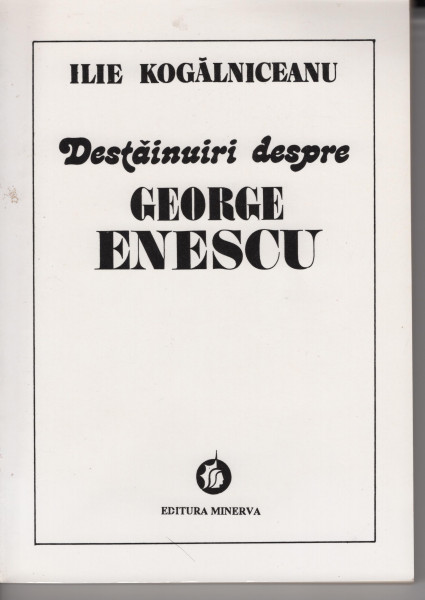 ILIE KOGĂLNICEANU
Destăinuiri despre
GEORGE
ENESCU
EDITURA MINERVA